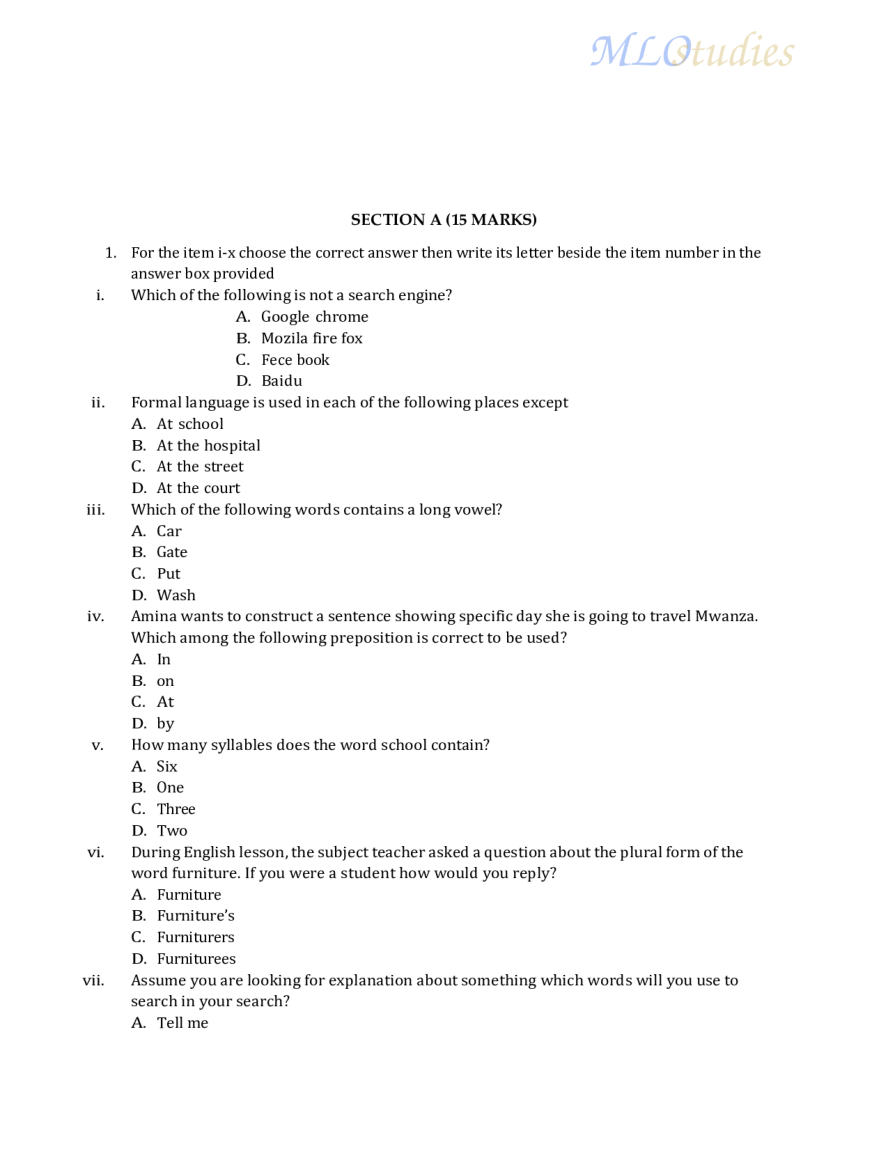 MLOstudies
SECTION A (15 MARKS)
1. For the item i-x choose the correct answer then write its letter beside the item number in the
answer box provided
i. Which of the following is not a search engine?
A. Google chrome
B. Mozila fire fox
C. Fece book
D. Baidu
ii. Formal language is used in each of the following places except
A. At school
B. At the hospital
C. At the street
D. At the court
iii. Which of the following words contains a long vowel?
A. Car
B. Gate
C. Put
D. Wash
iv. Amina wants to construct a sentence showing specific day she is going to travel Mwanza.
Which among the following preposition is correct to be used?
A. In
B. on
C. At
D. by
v. How many syllables does the word school contain?
A. Six
B. One
C. Three
D. Two
vi. During English lesson, the subject teacher asked a question about the plural form of the
word furniture. If you were a student how would you reply?
A. Furniture
B. Furniture’s
C. Furniturers
D. Furniturees
vii. Assume you are looking for explanation about something which words will you use to
search in your search?
A. Tell me